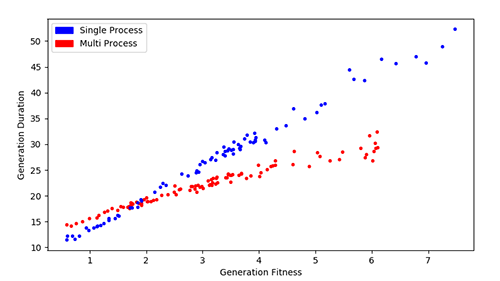 Single Process
Multi Process
Generation Duration
50
45
40
35
30
25
20
15
10
1 2 3 4 5 6 7
Generation Fitness